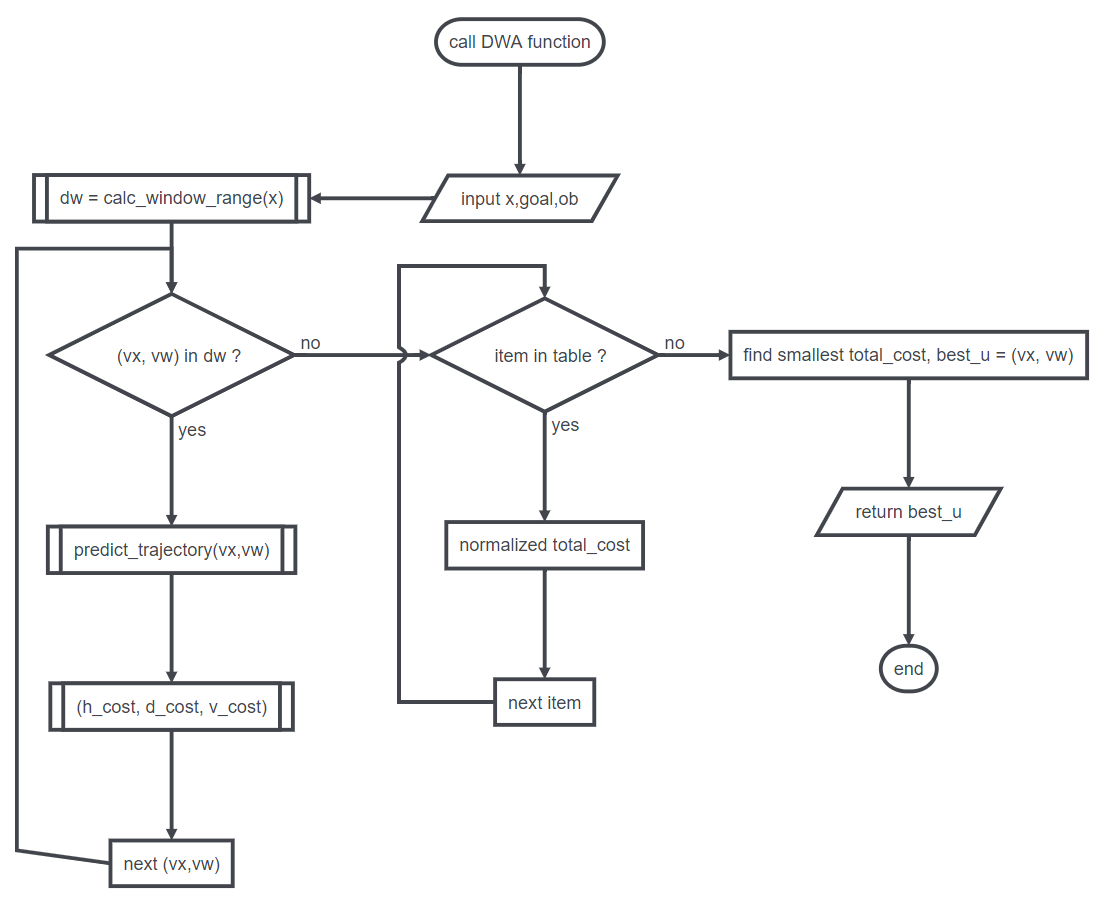 call DWA function
input x,goal,ob
dw = calc_window_range(x)
(vx, vw) in dw ?
no
yes
predict_trajectory(vx,vw)
(h_cost, d_cost, v_cost)
next (vx,vw)
item in table ?
no
yes
normalized total_cost
next item
find smallest total_cost, best_u = (vx, vw)
return best_u
end